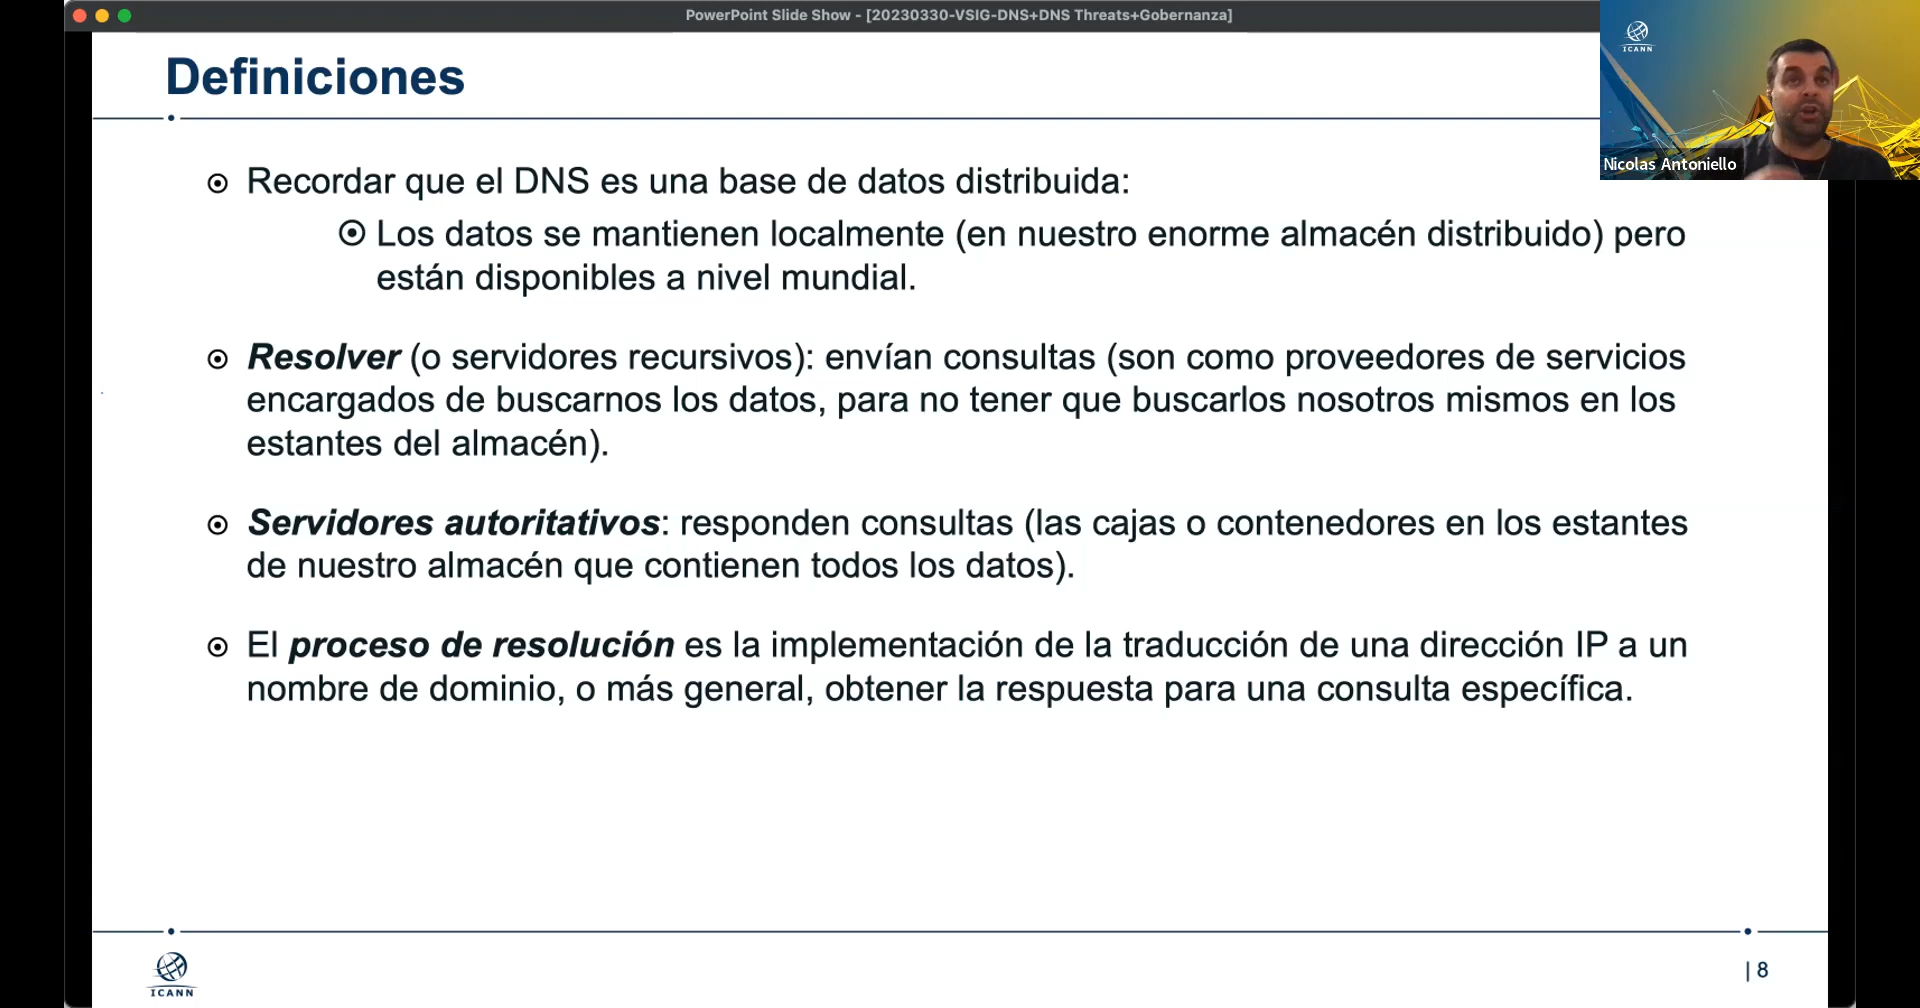 PowerPoint Slide Show - [20230330-VSIG-DNS+DNS Threats+Gobernanza]
ICANN
Nicolas Antoniello
Definiciones
Recordar que el DNS es una base de datos distribuida:
Los datos se mantienen localmente (en nuestro enorme almacén distribuido) pero
están disponibles a nivel mundial.
Resolver (o servidores recursivos): envían consultas (son como proveedores de servicios
encargados de buscarnos los datos, para no tener que buscarlos nosotros mismos en los
estantes del almacén).
Servidores autoritativos: responden consultas (las cajas o contenedores en los estantes
de nuestro almacén que contienen todos los datos).
El proceso de resolución es la implementación de la traducción de una dirección IP a un
nombre de dominio, o más general, obtener la respuesta para una consulta específica.
ICANN
| 8